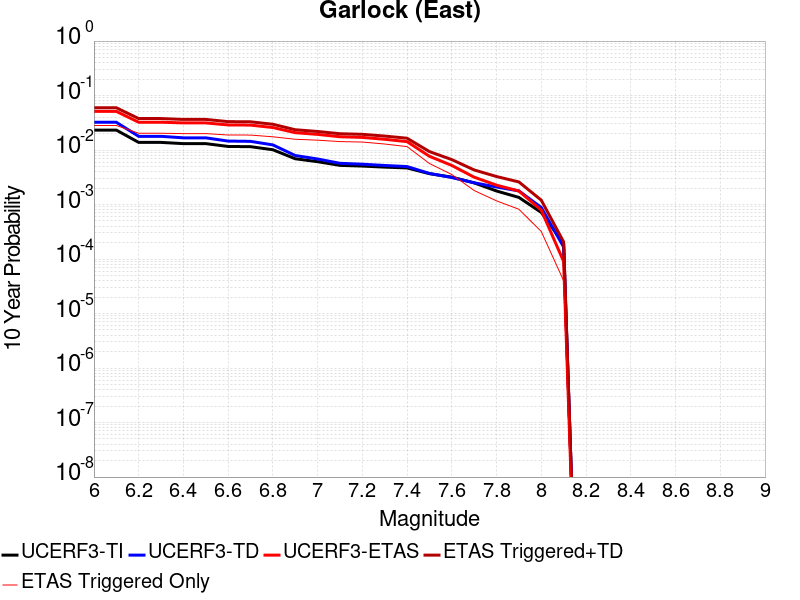 Garlock (East)
10^0
10^-1
10^-2
10^-3
10^-4
10^-5
10^-6
10^-7
10^-8
10 Year Probability
6 6.2 6.4 6.6 6.8 7 7.2 7.4 7.6 7.8 8 8.2 8.4 8.6 8.8 9
Magnitude
UCERF3-TI UCERF3-TD UCERF3-ETAS ETAS Triggered+TD
ETAS Triggered Only